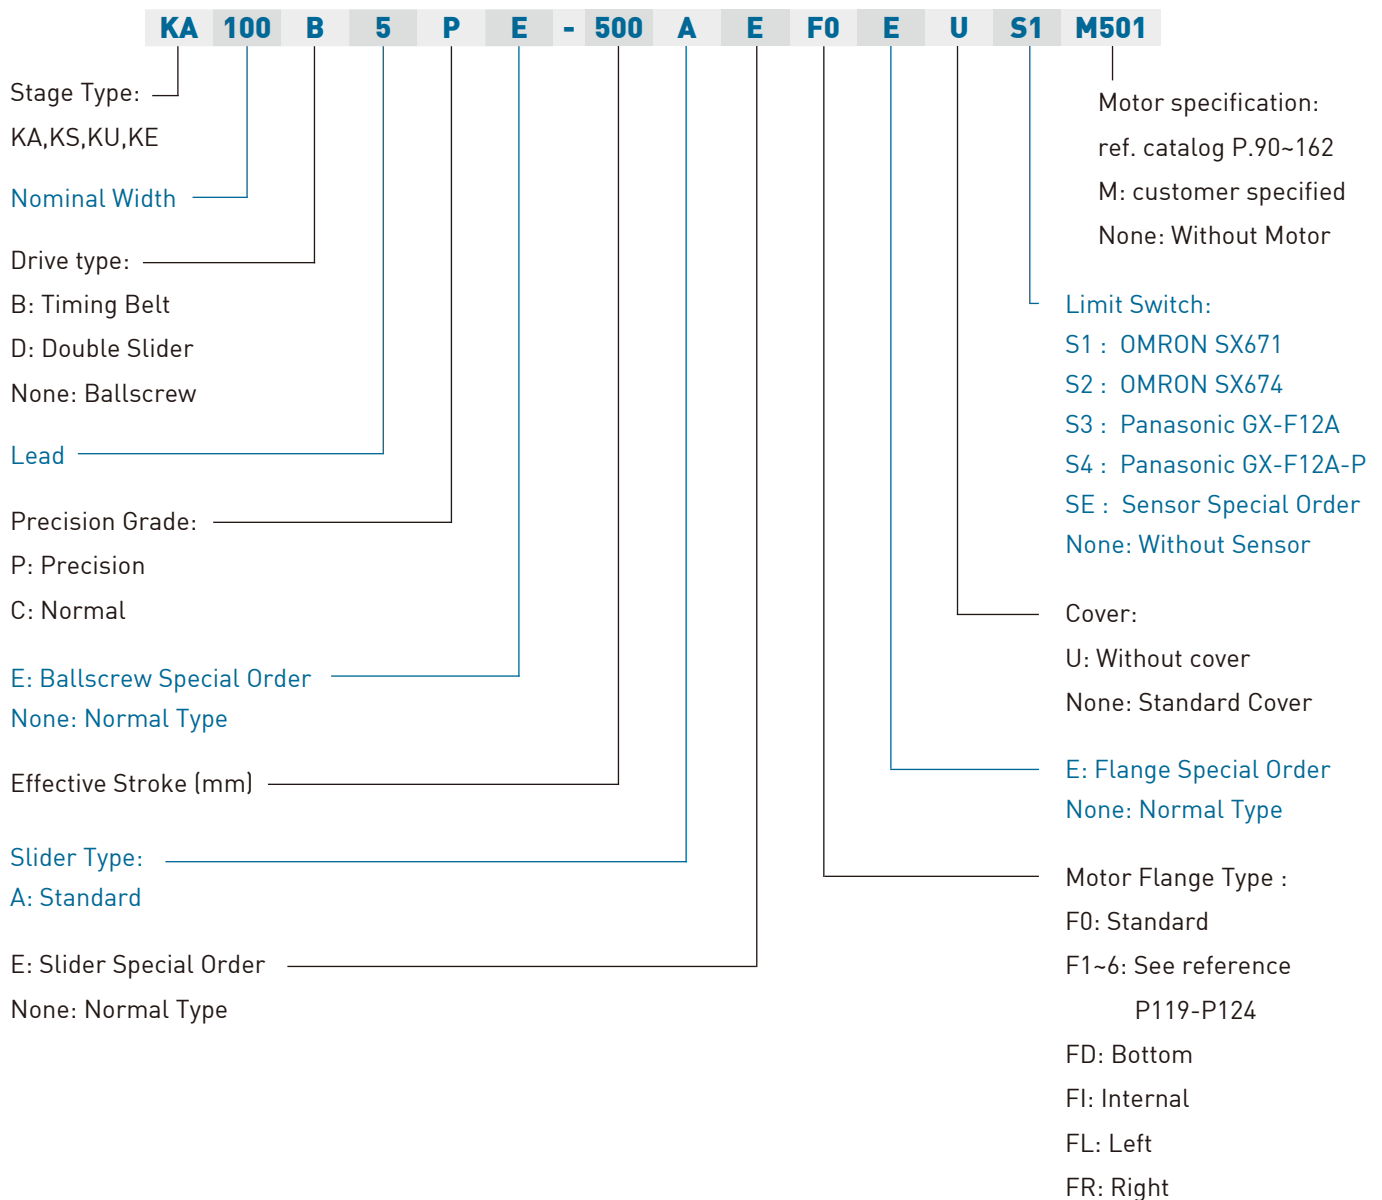 KA 100 B 5 P E - 500 A E F0 E U S1 M501
Stage Type:
KA,KS,KU,KE
Nominal Width
Drive type:
B: Timing Belt
D: Double Slider
None: Ballscrew
Lead
Precision Grade:
P: Precision
C: Normal
E: Ballscrew Special Order
None: Normal Type
Effective Stroke (mm)
Slider Type:
A: Standard
E: Slider Special Order
None: Normal Type
Motor specification:
ref. catalog P.90~162
M: customer specified
None: Without Motor
Limit Switch:
S1 : OMRON SX671
S2 : OMRON SX674
S3 : Panasonic GX-F12A
S4 : Panasonic GX-F12A-P
SE : Sensor Special Order
None: Without Sensor
Cover:
U: Without cover
None: Standard Cover
E: Flange Special Order
None: Normal Type
Motor Flange Type :
F0: Standard
F1~6: See reference
P119-P124
FD: Bottom
FI: Internal
FL: Left
FR: Right